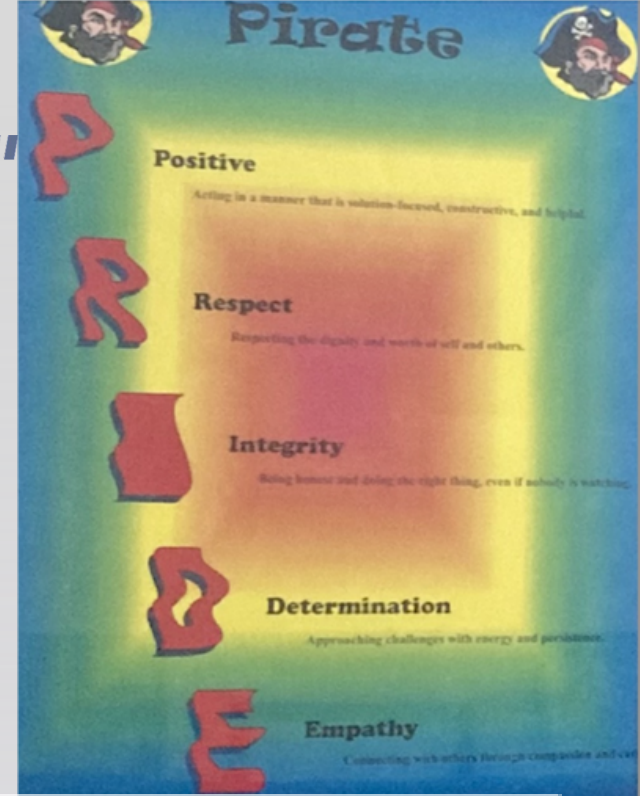 Pirate
P
Positive
Acting in a manner that is solution-focused, constructive, and helpful.
R
Respect
Respecting the dignity and worth of self and others.
I
Integrity
Being honest and doing the right thing, even if nobody is watching.
D
Determination
Approaching challenges with energy and persistence.
E
Empathy
Connecting with others through compassion and